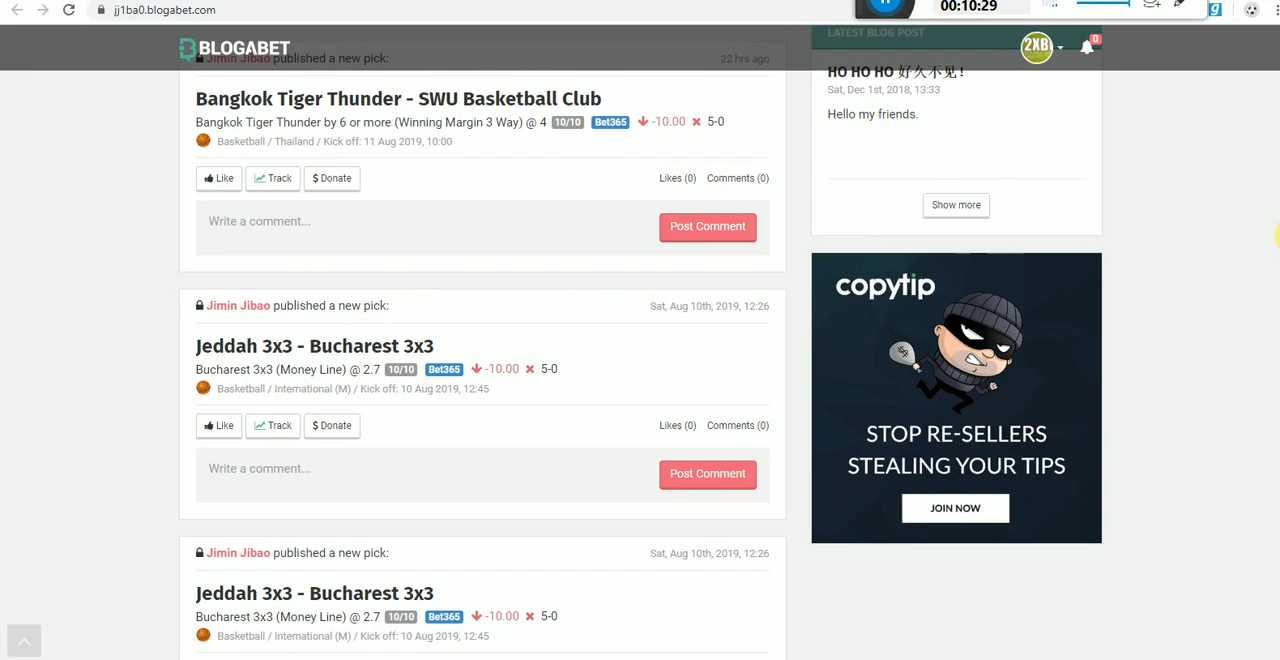 jj1ba0.blogabet.com
00:10:29
BLOGABET
2XB
0
Jimin Jibao published a new pick:
22 hrs ago
Bangkok Tiger Thunder - SWU Basketball Club
Bangkok Tiger Thunder by 6 or more (Winning Margin 3 Way) @ 4 10/10 Bet365 -10.00 5-0
Basketball / Thailand / Kick off: 11 Aug 2019, 10:00
Like Track $ Donate Likes (0) Comments (0)
Write a comment... Post Comment
Jimin Jibao published a new pick: Sat, Aug 10th, 2019, 12:26
Jeddah 3x3 - Bucharest 3x3
Bucharest 3x3 (Money Line) @ 2.7 10/10 Bet365 -10.00 5-0
Basketball / International (M) / Kick off: 10 Aug 2019, 12:45
Like Track $ Donate Likes (0) Comments (0)
Write a comment... Post Comment
Jimin Jibao published a new pick: Sat, Aug 10th, 2019, 12:26
Jeddah 3x3 - Bucharest 3x3
Bucharest 3x3 (Money Line) @ 2.7 10/10 Bet365 -10.00 5-0
Basketball / International (M) / Kick off: 10 Aug 2019, 12:45
LATEST BLOG POST
HO HO HO 好久不见!
Sat, Dec 1st, 2018, 13:33
Hello my friends.
Show more
copytip
STOP RE-SELLERS
STEALING YOUR TIPS
JOIN NOW